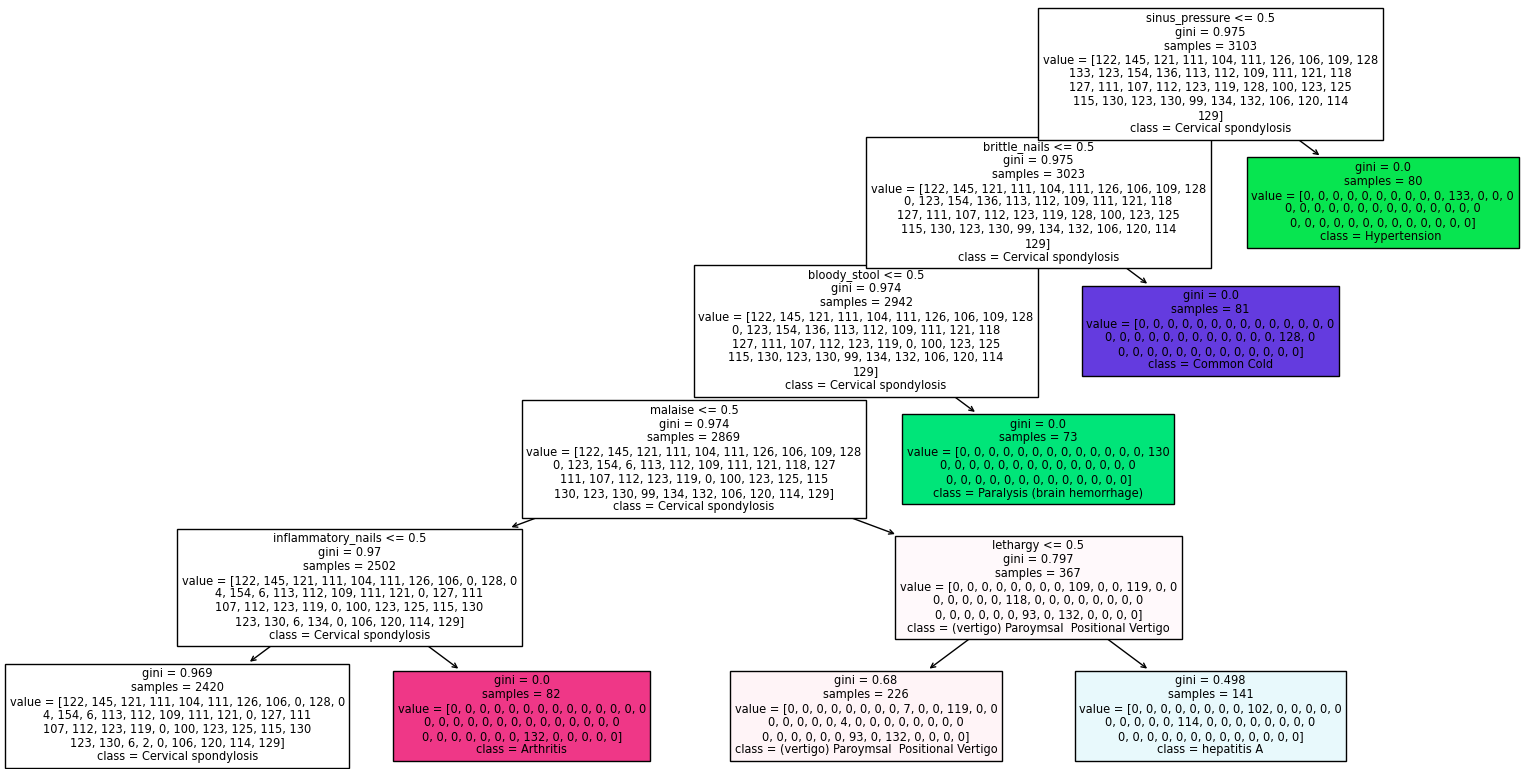 sinus_pressure <= 0.5
gini = 0.975
samples = 3103
value = [122, 145, 121, 111, 104, 111, 126, 106, 109, 128
133, 123, 154, 136, 113, 112, 109, 111, 121, 118
127, 111, 107, 112, 123, 119, 128, 100, 123, 125
115, 130, 123, 130, 99, 134, 132, 106, 120, 114
129]
class = Cervical spondylosis
brittle_nails <= 0.5
gini = 0.975
samples = 3023
value = [122, 145, 121, 111, 104, 111, 126, 106, 109, 128
0, 123, 154, 136, 113, 112, 109, 111, 121, 118
127, 111, 107, 112, 123, 119, 128, 100, 123, 125
115, 130, 123, 130, 99, 134, 132, 106, 120, 114
129]
class = Cervical spondylosis
gini = 0.0
samples = 80
value = [0, 0, 0, 0, 0, 0, 0, 0, 0, 0, 133, 0, 0, 0
0, 0, 0, 0, 0, 0, 0, 0, 0, 0, 0, 0, 0, 0
0, 0, 0, 0, 0, 0, 0, 0, 0, 0, 0, 0, 0]
class = Hypertension
bloody_stool <= 0.5
gini = 0.974
samples = 2942
value = [122, 145, 121, 111, 104, 111, 126, 106, 109, 128
0, 123, 154, 136, 113, 112, 109, 111, 121, 118
127, 111, 107, 112, 123, 119, 0, 100, 123, 125
115, 130, 123, 130, 99, 134, 132, 106, 120, 114
129]
class = Cervical spondylosis
gini = 0.0
samples = 81
value = [0, 0, 0, 0, 0, 0, 0, 0, 0, 0, 0, 0, 0, 0
0, 0, 0, 0, 0, 0, 0, 0, 0, 0, 0, 0, 128, 0
0, 0, 0, 0, 0, 0, 0, 0, 0, 0, 0, 0, 0]
class = Common Cold
malaise <= 0.5
gini = 0.974
samples = 2869
value = [122, 145, 121, 111, 104, 111, 126, 106, 109, 128
0, 123, 154, 6, 113, 112, 109, 111, 121, 118, 127
111, 107, 112, 123, 119, 0, 100, 123, 125, 115
130, 123, 130, 99, 134, 132, 106, 120, 114, 129]
class = Cervical spondylosis
gini = 0.0
samples = 73
value = [0, 0, 0, 0, 0, 0, 0, 0, 0, 0, 0, 0, 0, 130
0, 0, 0, 0, 0, 0, 0, 0, 0, 0, 0, 0, 0, 0
0, 0, 0, 0, 0, 0, 0, 0, 0, 0, 0, 0, 0]
class = Paralysis (brain hemorrhage)
inflammatory_nails <= 0.5
gini = 0.97
samples = 2502
value = [122, 145, 121, 111, 104, 111, 126, 106, 0, 128, 0
4, 154, 6, 113, 112, 109, 111, 121, 0, 127, 111
107, 112, 123, 119, 0, 100, 123, 125, 115, 130
123, 130, 6, 134, 0, 106, 120, 114, 129]
class = Cervical spondylosis
lethargy <= 0.5
gini = 0.797
samples = 367
value = [0, 0, 0, 0, 0, 0, 0, 0, 109, 0, 0, 119, 0, 0
0, 0, 0, 0, 0, 118, 0, 0, 0, 0, 0, 0, 0, 0
0, 0, 0, 0, 0, 0, 93, 0, 132, 0, 0, 0, 0]
class = (vertigo) Paroymsal  Positional Vertigo
gini = 0.969
samples = 2420
value = [122, 145, 121, 111, 104, 111, 126, 106, 0, 128, 0
4, 154, 6, 113, 112, 109, 111, 121, 0, 127, 111
107, 112, 123, 119, 0, 100, 123, 125, 115, 130
123, 130, 6, 2, 0, 106, 120, 114, 129]
class = Cervical spondylosis
gini = 0.0
samples = 82
value = [0, 0, 0, 0, 0, 0, 0, 0, 0, 0, 0, 0, 0, 0
0, 0, 0, 0, 0, 0, 0, 0, 0, 0, 0, 0, 0, 0
0, 0, 0, 0, 0, 0, 0, 132, 0, 0, 0, 0, 0]
class = Arthritis
gini = 0.68
samples = 226
value = [0, 0, 0, 0, 0, 0, 0, 0, 7, 0, 0, 119, 0, 0
0, 0, 0, 0, 0, 4, 0, 0, 0, 0, 0, 0, 0, 0
0, 0, 0, 0, 0, 0, 93, 0, 132, 0, 0, 0, 0]
class = (vertigo) Paroymsal  Positional Vertigo
gini = 0.498
samples = 141
value = [0, 0, 0, 0, 0, 0, 0, 0, 102, 0, 0, 0, 0, 0
0, 0, 0, 0, 0, 114, 0, 0, 0, 0, 0, 0, 0, 0
0, 0, 0, 0, 0, 0, 0, 0, 0, 0, 0, 0, 0]
class = hepatitis A